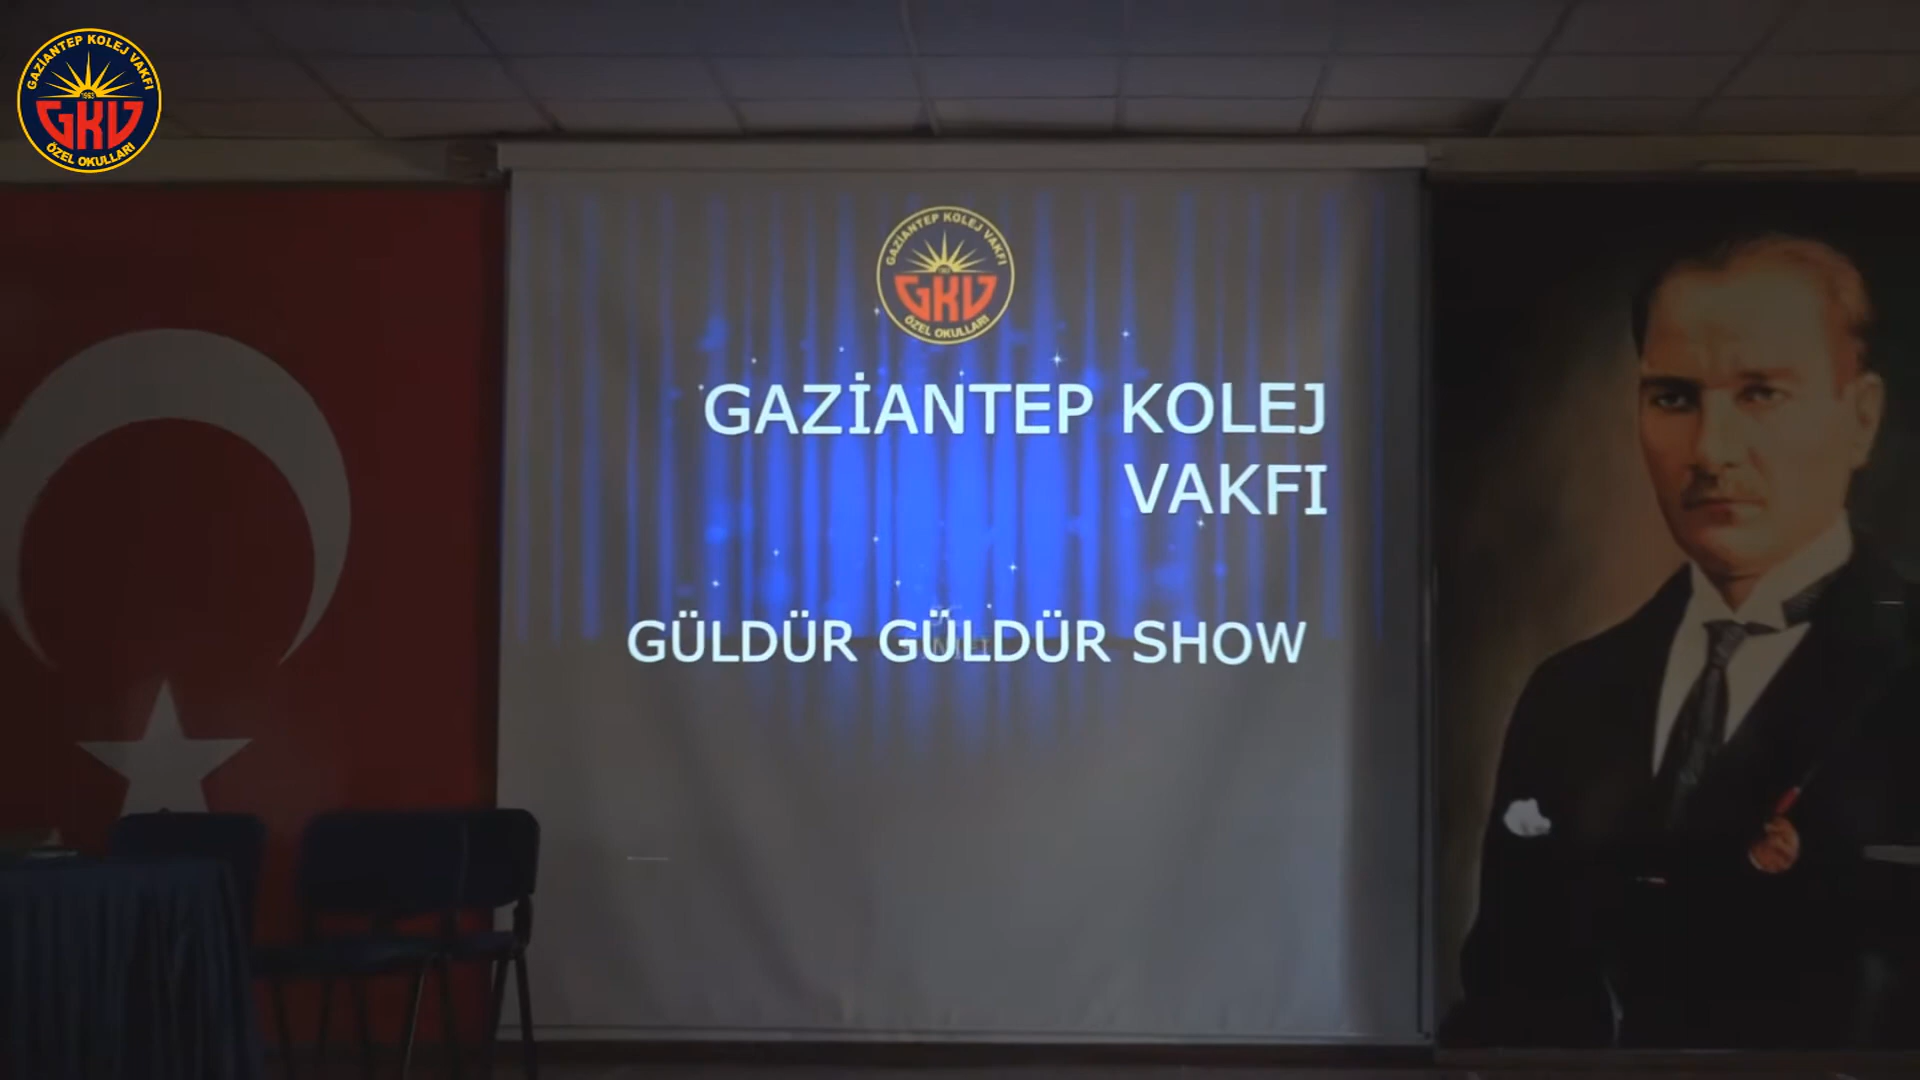 GAZİANTEP KOLEJ VAKFI
1963
GKV
ÖZEL OKULLARI
GAZİANTEP KOLEJ VAKFI
GKV
ÖZEL OKULLARI
GAZİANTEP KOLEJ
VAKFI
GÜLDÜR GÜLDÜR SHOW